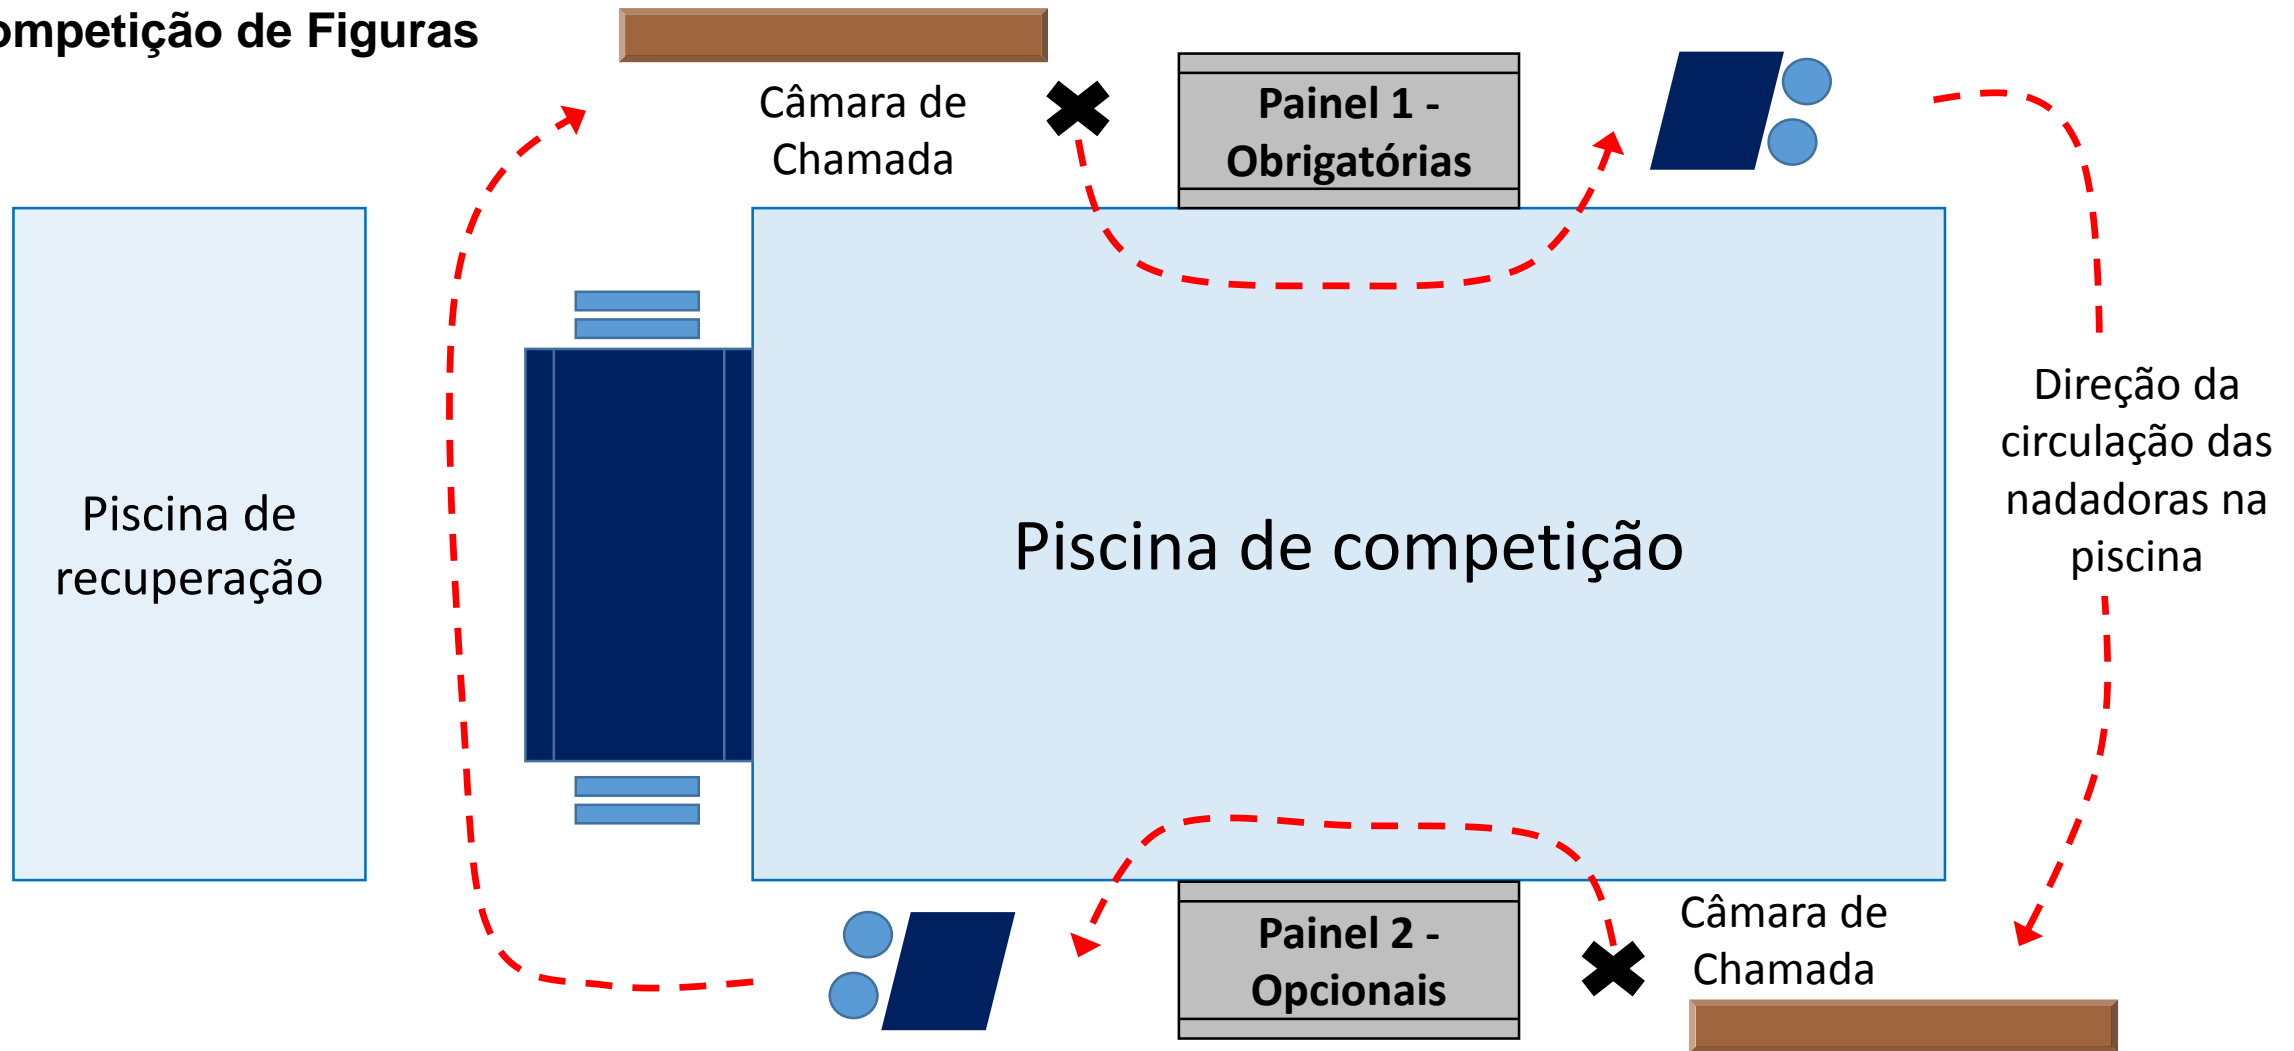 ompetição de Figuras
Câmara de
Chamada
Painel 1 -
Obrigatórias
Piscina de
recuperação
Piscina de competição
Direção da
circulação das
nadadoras na
piscina
Painel 2 -
Opcionais
Câmara de
Chamada